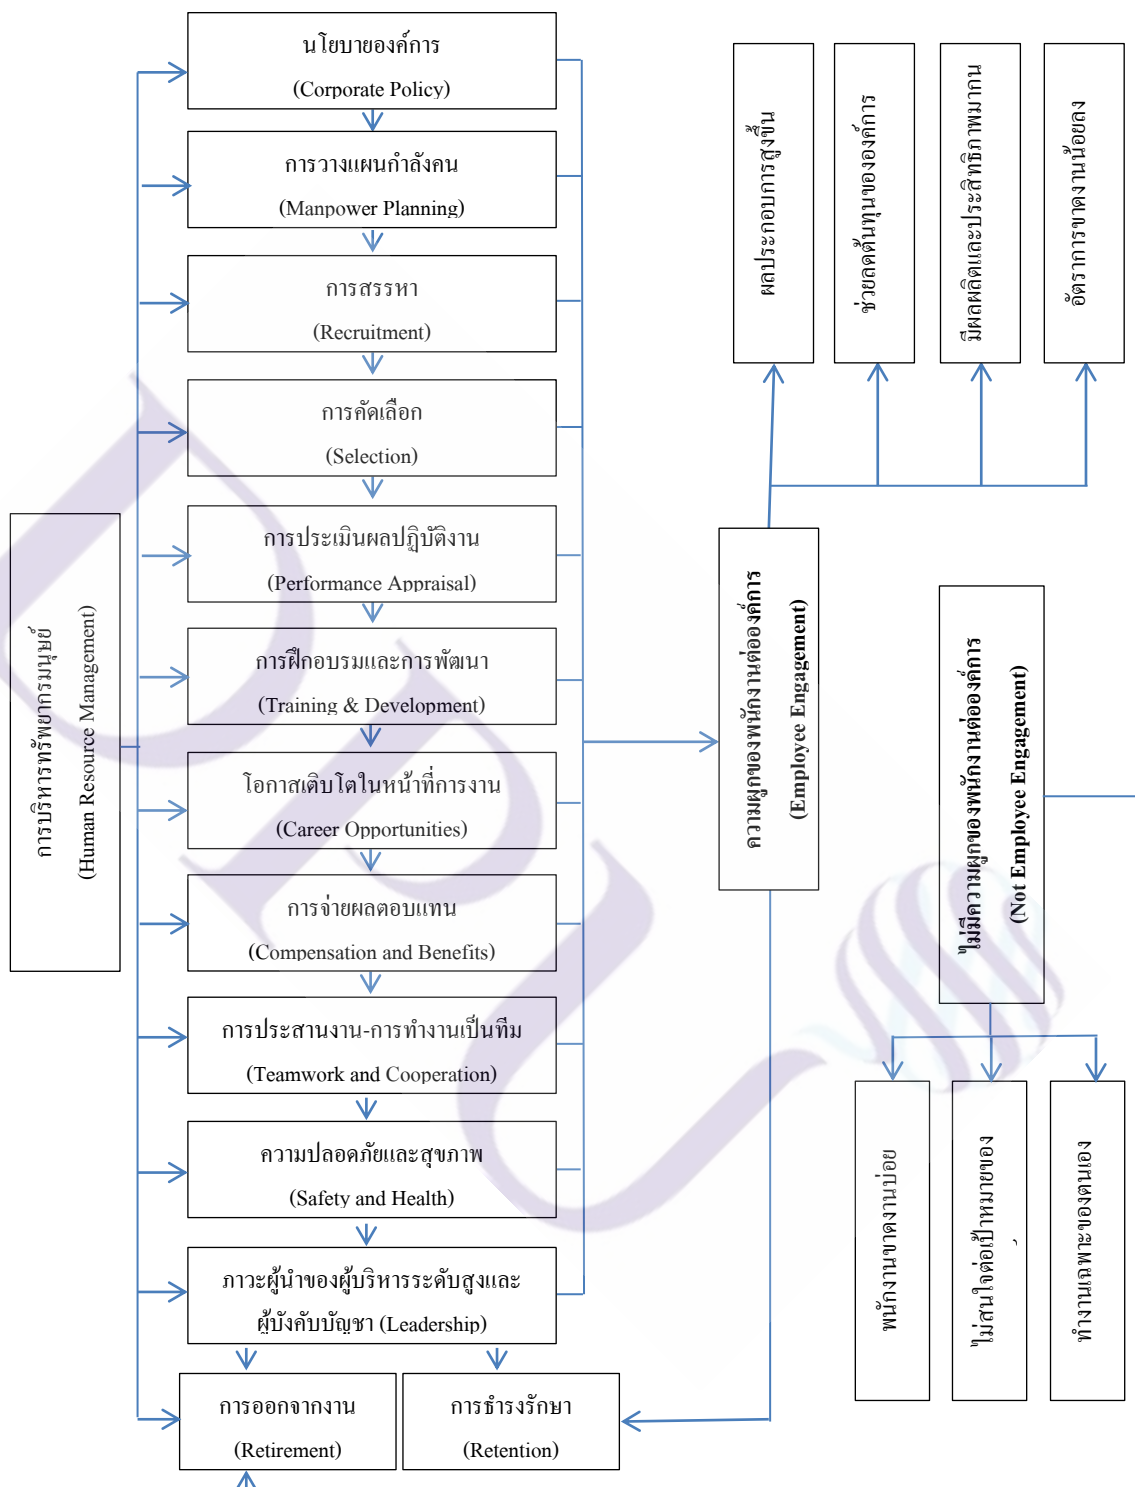 นโยบายองค์การ
(Corporate Policy)
การวางแผนกำลังคน
(Manpower Planning)
การสรรหา
(Recruitment)
การคัดเลือก
(Selection)
การประเมินผลปฏิบัติงาน
(Performance Appraisal)
การฝึกอบรมและการพัฒนา
(Training & Development)
โอกาสเติบโตในหน้าที่การงาน
(Career Opportunities)
การจ่ายผลตอบแทน
(Compensation and Benefits)
การประสานงาน-การทำงานเป็นทีม
(Teamwork and Cooperation)
ความปลอดภัยและสุขภาพ
(Safety and Health)
ภาวะผู้นำของผู้บริหารระดับสูงและ
ผู้บังคับบัญชา (Leadership)
การออกจากงาน
(Retirement)
การธำรงรักษา
(Retention)
การบริหารทรัพยากรมนุษย์
(Human Resource Management)
ความผูกของพนักงานต่อองค์การ
(Employee Engagement)
ผลประกอบการสูงขึ้น
ช่วยลดต้นทุนขององค์การ
มีผลผลิตและประสิทธิภาพมากน
อัตราการขาดงานน้อยลง
ไม่มีความผูกของพนักงานต่อองค์การ
(Not Employee Engagement)
พนักงานขาดงานบ่อย
ไม่สนใจต่อเป้าหมายของ
ทำงานเฉพาะของตนเอง
DPU